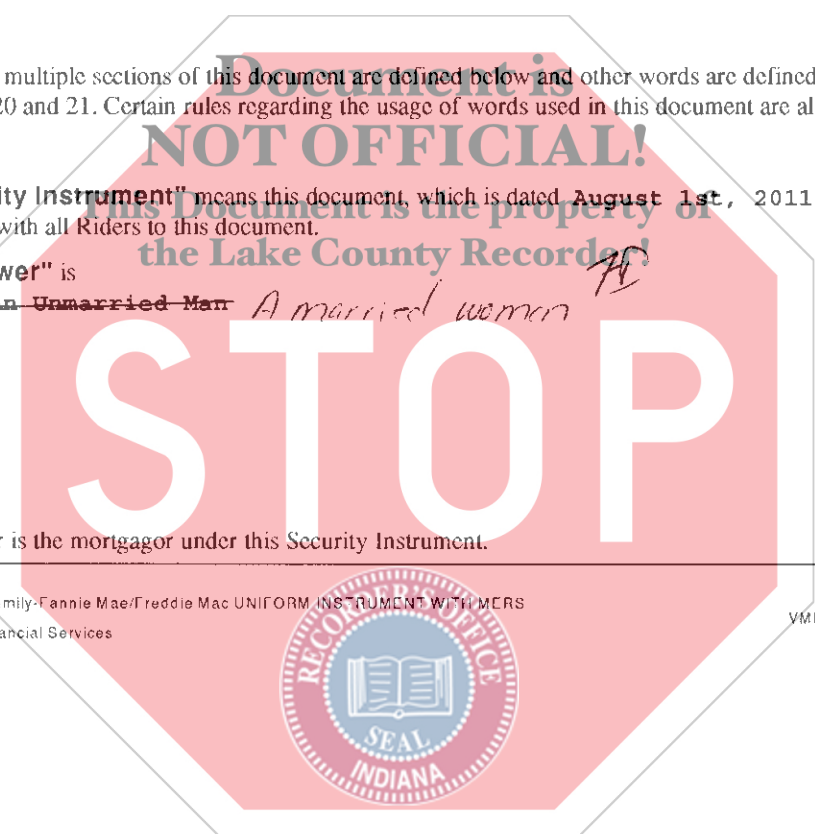 Document is
multiple sections of this document are defined below and other words are defined
20 and 21. Certain rules regarding the usage of words used in this document are al
NOT OFFICIAL!
ity Instrument" means this document, which is dated August 1st, 2011
This Document is the property of
with all Riders to this document.
the Lake County Recorder!
wer" is
n Unmarried Man A married woman
STOP
r is the mortgagor under this Security Instrument.
mily-Fannie Mae/Freddie Mac UNIFORM INSTRUMENT WITH MERS
ancial Services
VMI
RECORDER'S OFFICE
SEAL
INDIANA